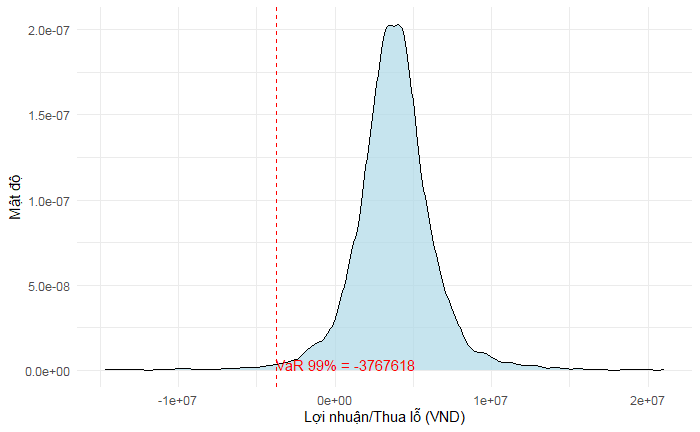 2.0e-07
1.5e-07
1.0e-07
5.0e-08
0.0e+00
Mật độ
VaR 99% = -3767618
-1e+07
0e+00
1e+07
2e+07
Lợi nhuận/Thua lỗ (VND)